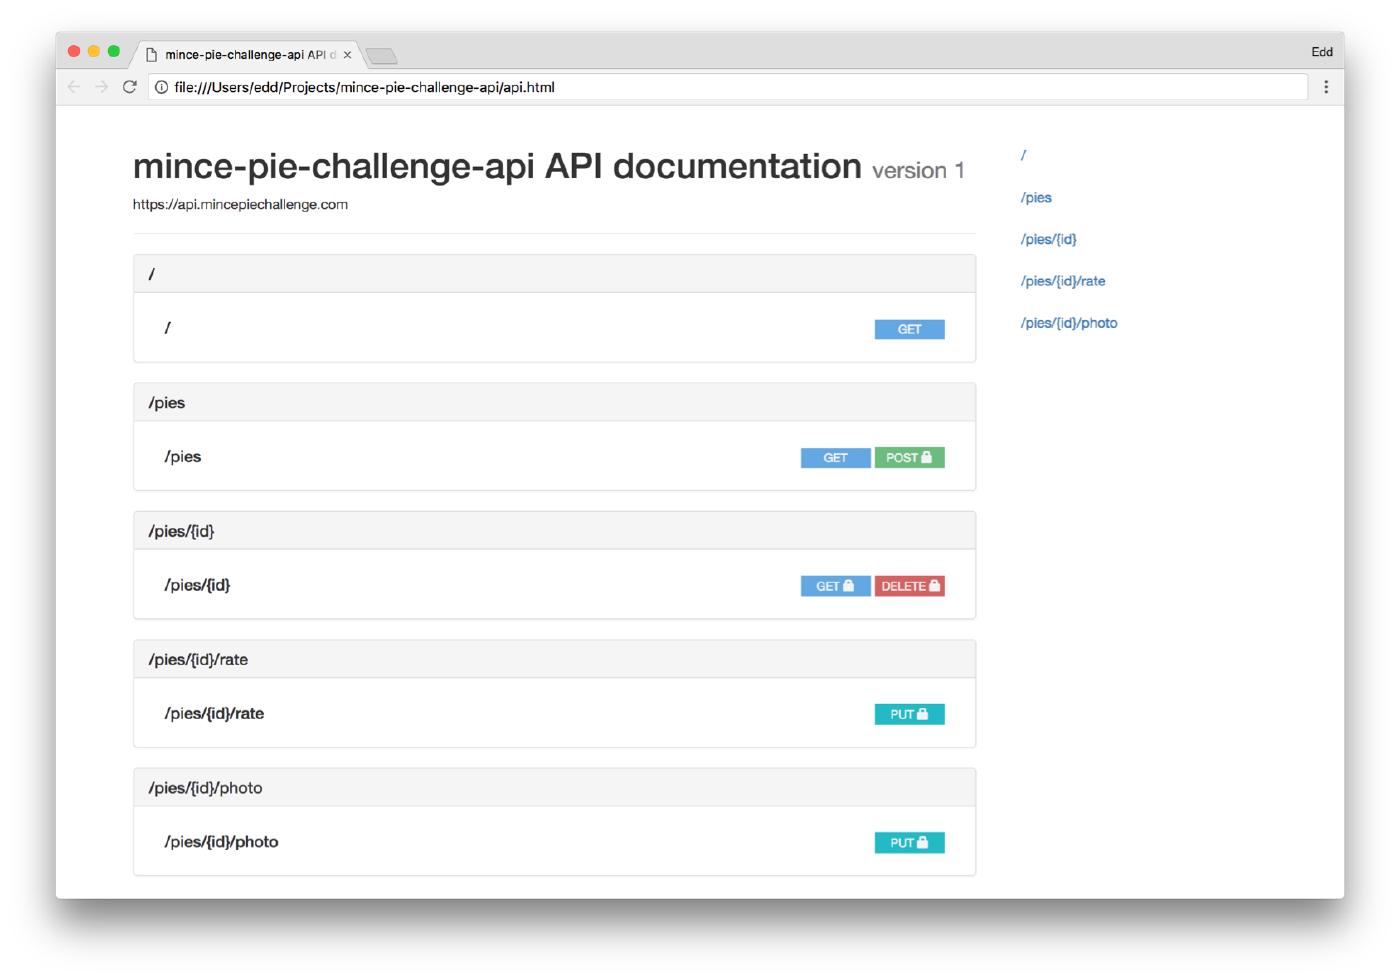 mince-pie-challenge-api API d
Edd
file:///Users/edd/Projects/mince-pie-challenge-api/api.html
mince-pie-challenge-api API documentation version 1
https://api.mincepiechallenge.com
/
/ GET
/pies
/pies GET POST
/pies/{id}
/pies/{id} GET DELETE
/pies/{id}/rate
/pies/{id}/rate PUT
/pies/{id}/photo
/pies/{id}/photo PUT
/
/pies
/pies/{id}
/pies/{id}/rate
/pies/{id}/photo